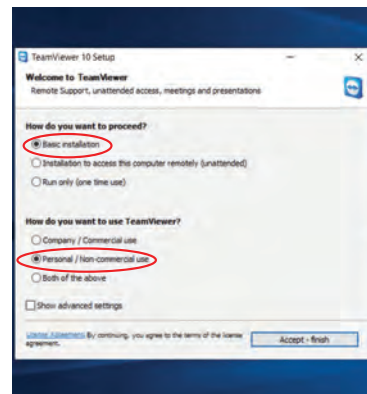 TeamViewer 10 Setup
Welcome to TeamViewer
Remote Support, unattended access, meetings and presentations
How do you want to proceed?
Basic installation
Installation to access this computer remotely (unattended)
Run only (one time use)
How do you want to use TeamViewer?
Company / Commercial use
Personal / Non-commercial use
Both of the above
Show advanced settings
License Agreement: By continuing, you agree to the terms of the license
agreement.
Accept - finish